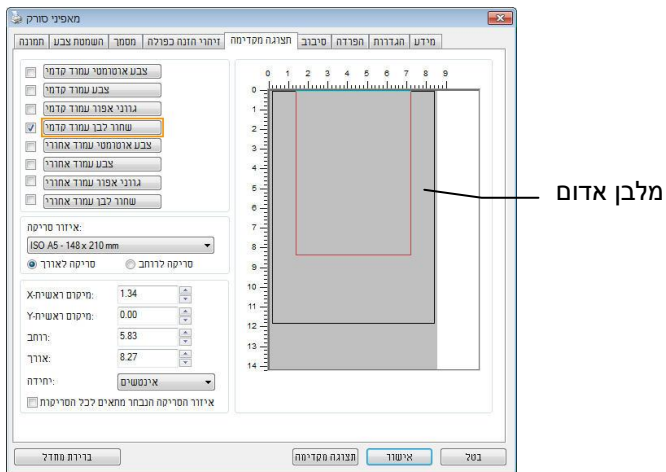 מאפיני סורק
תמונה השמטת צבע מסמך זיהוי הזנה כפולה תצוגה מקדימה סיבוב הפרדה הגדרות מידע
צבע אוטומטי עמוד קדמי
צבע עמוד קדמי
גרווני אפור עמוד קדמי
שחור לבן עמוד קדמי
צבע אוטומטי עמוד אחורי
צבע עמוד אחורי
גרווני אפור עמוד אחורי
שחור לבן עמוד אחורי
איזור סריקה:
ISO A5 - 148 x 210 mm
סריקה לאורך סריקה לרוחב
X-מיקום ראשית: 1.34
Y-מיקום ראשית: 0.00
רוחב: 5.83
אורך: 8.27
יחידה: אינטשים
איזור הסריקה הנבחר מתאים לכל הסריקות
0 1 2 3 4 5 6 7 8 9
0
1
2
3
4
5
6
7
8
9
10
11
12
13
14
מלבן אדום
ברירת מחדל תצוגה מקדימה אישור בטל